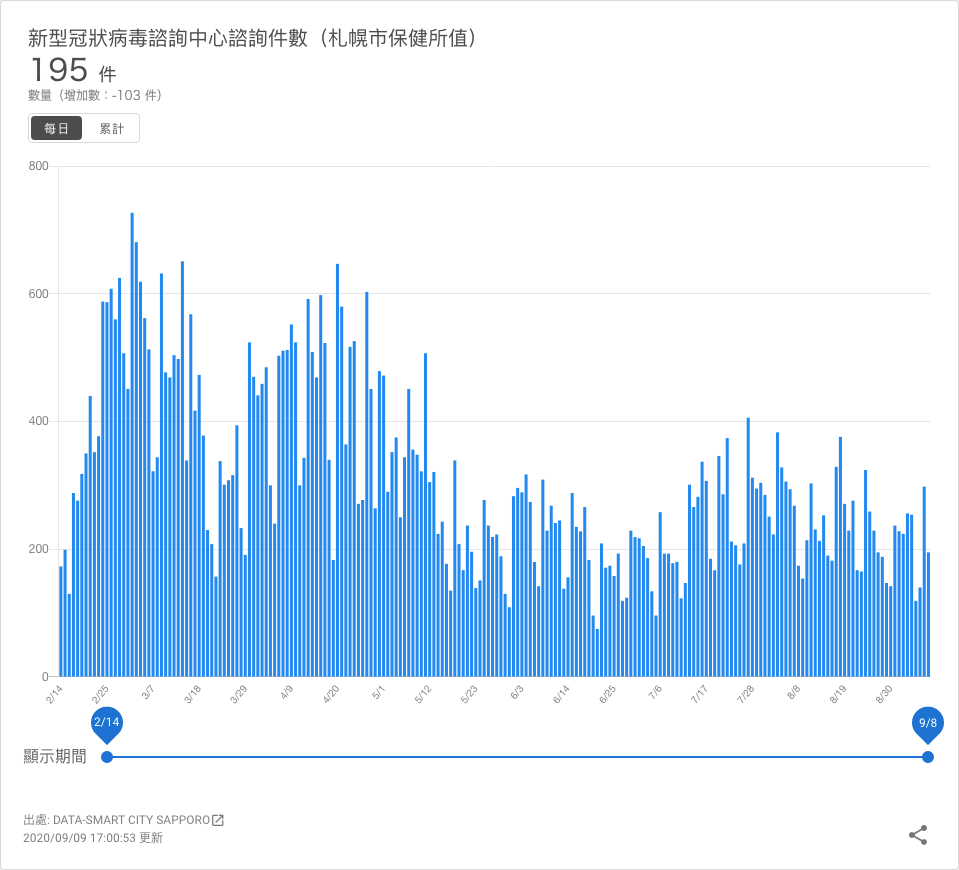 新型冠狀病毒諮詢中心諮詢件數（札幌市保健所值）
195 件
數量（增加數：-103 件）
每日 累計
800
600
400
200
0
2/14 2/25 3/7 3/18 3/29 4/9 4/20 5/1 5/12 5/23 6/3 6/14 6/25 7/6 7/17 7/28 8/8 8/19 8/30
2/14 9/8
顯示期間
出處: DATA-SMART CITY SAPPORO
2020/09/09 17:00:53 更新